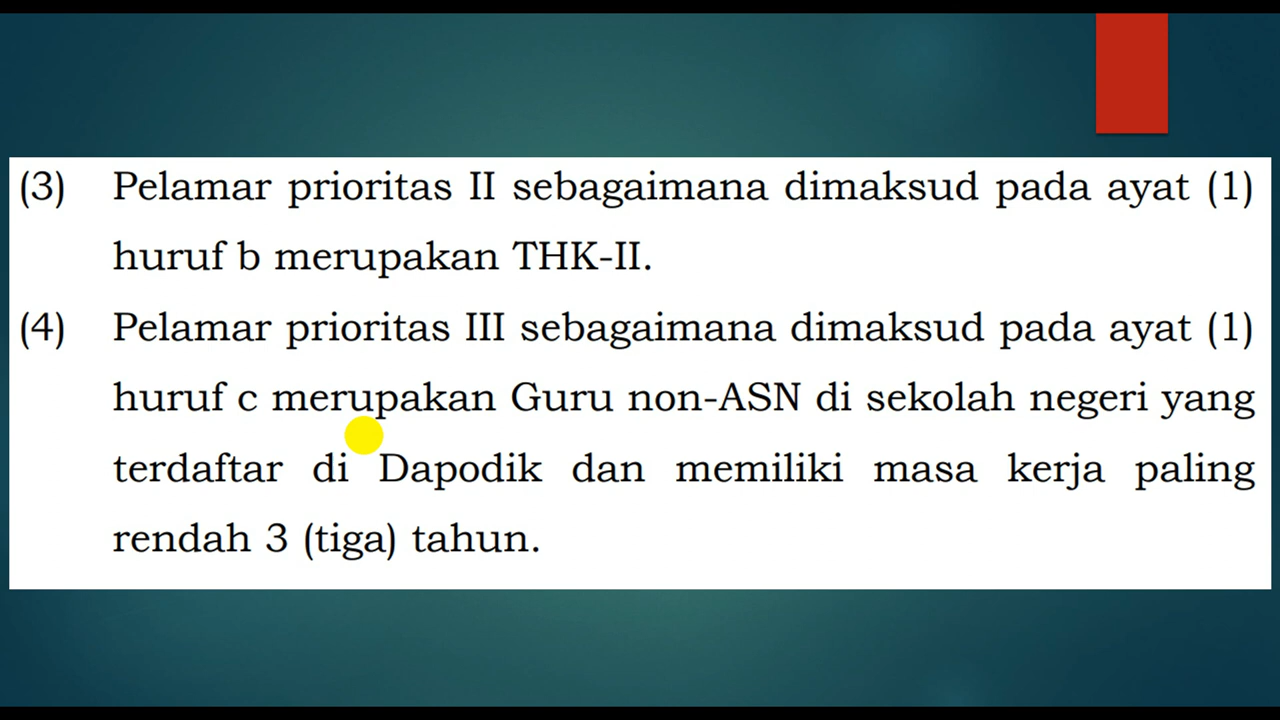 (3) Pelamar prioritas II sebagaimana dimaksud pada ayat (1)
huruf b merupakan THK-II.
(4) Pelamar prioritas III sebagaimana dimaksud pada ayat (1)
huruf c merupakan Guru non-ASN di sekolah negeri yang
terdaftar di Dapodik dan memiliki masa kerja paling
rendah 3 (tiga) tahun.